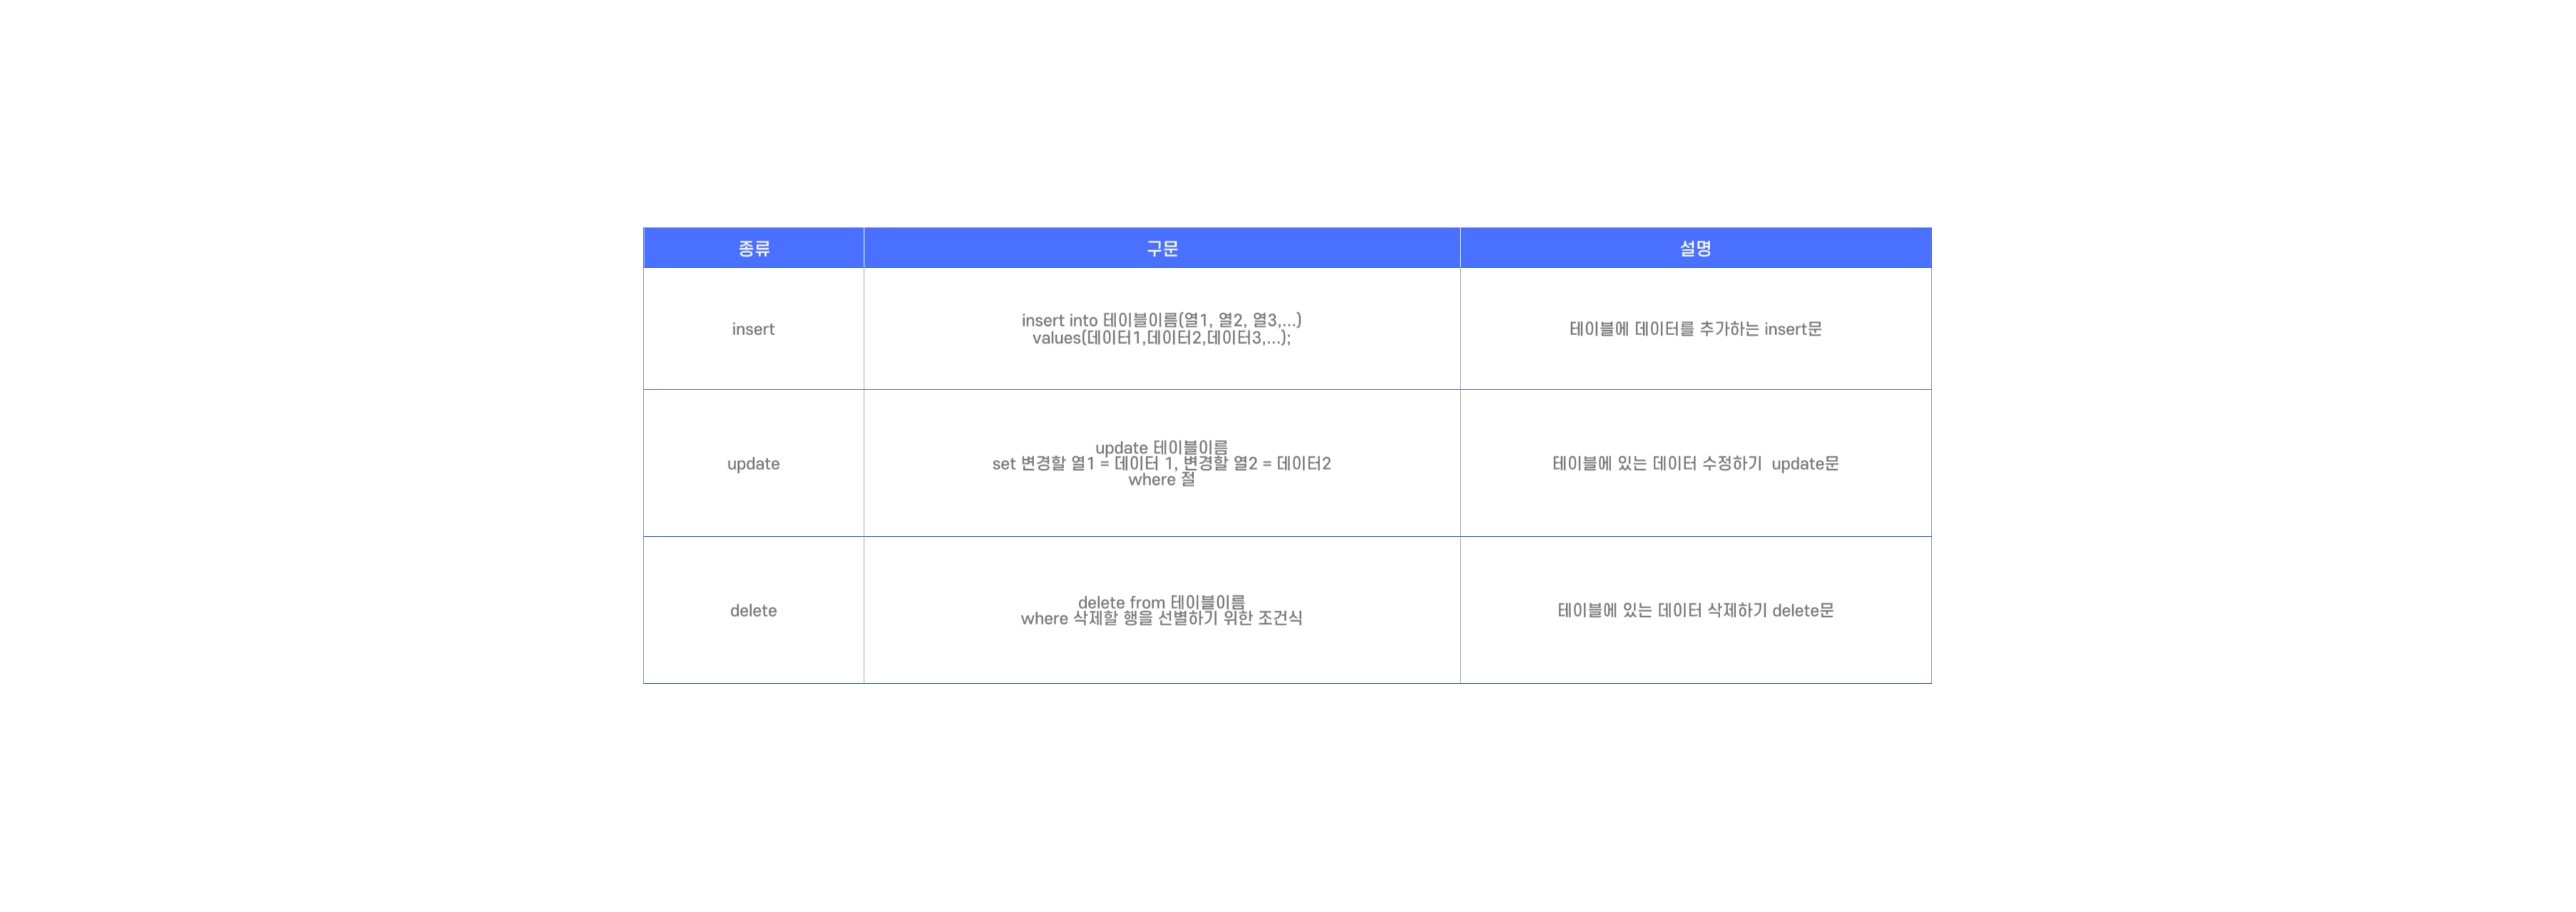 종류 구문 설명
insert
insert into 테이블이름(열1, 열2, 열3,...)
values(데이터1,데이터2,데이터3,...);
테이블에 데이터를 추가하는 insert문
update
update 테이블이름
set 변경할 열1 = 데이터 1, 변경할 열2 = 데이터2
where 절
테이블에 있는 데이터 수정하기  update문
delete
delete from 테이블이름
where 삭제할 행을 선별하기 위한 조건식
테이블에 있는 데이터 삭제하기 delete문